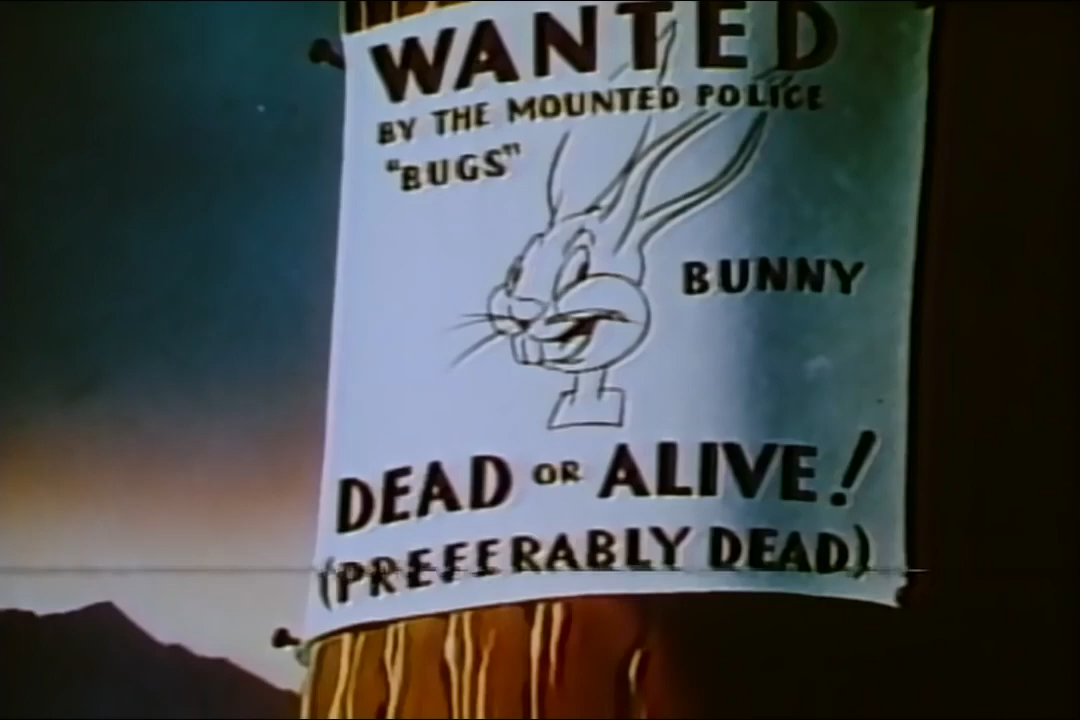 WANTED
BY THE MOUNTED POLICE
"BUGS"
BUNNY
DEAD OR ALIVE!
(PREFERABLY DEAD)